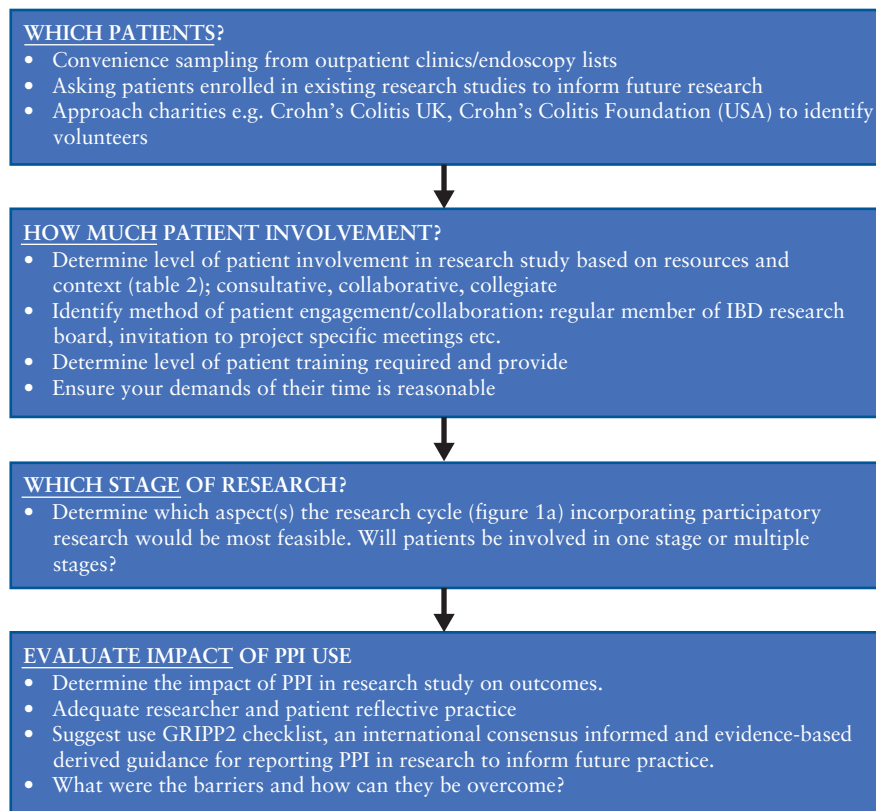 WHICH PATIENTS?
• Convenience sampling from outpatient clinics/endoscopy lists
• Asking patients enrolled in existing research studies to inform future research
• Approach charities e.g. Crohn's Colitis UK, Crohn's Colitis Foundation (USA) to identify
volunteers
HOW MUCH PATIENT INVOLVEMENT?
• Determine level of patient involvement in research study based on resources and
context (table 2); consultative, collaborative, collegiate
• Identify method of patient engagement/collaboration: regular member of IBD research
board, invitation to project specific meetings etc.
• Determine level of patient training required and provide
• Ensure your demands of their time is reasonable
WHICH STAGE OF RESEARCH?
• Determine which aspect(s) the research cycle (figure 1a) incorporating participatory
research would be most feasible. Will patients be involved in one stage or multiple
stages?
EVALUATE IMPACT OF PPI USE
• Determine the impact of PPI in research study on outcomes.
• Adequate researcher and patient reflective practice
• Suggest use GRIPP2 checklist, an international consensus informed and evidence-based
derived guidance for reporting PPI in research to inform future practice.
• What were the barriers and how can they be overcome?